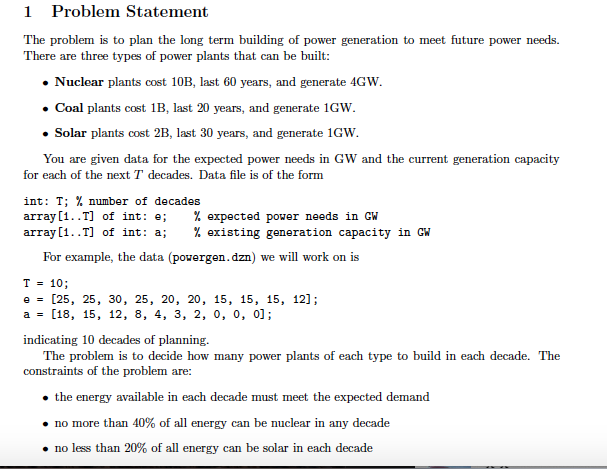 1 Problem Statement
The problem is to plan the long term building of power generation to meet future power needs.
There are three types of power plants that can be built:
• Nuclear plants cost 10B, last 60 years, and generate 4GW.
• Coal plants cost 1B, last 20 years, and generate 1GW.
• Solar plants cost 2B, last 30 years, and generate 1GW.
You are given data for the expected power needs in GW and the current generation capacity
for each of the next T decades. Data file is of the form
int: T; % number of decades
array[1..T] of int: e; % expected power needs in GW
array[1..T] of int: a; % existing generation capacity in GW
For example, the data (powergen.dzn) we will work on is
T = 10;
e = [25, 25, 30, 25, 20, 20, 15, 15, 15, 12];
a = [18, 15, 12, 8, 4, 3, 2, 0, 0, 0];
indicating 10 decades of planning.
The problem is to decide how many power plants of each type to build in each decade. The
constraints of the problem are:
• the energy available in each decade must meet the expected demand
• no more than 40% of all energy can be nuclear in any decade
• no less than 20% of all energy can be solar in each decade